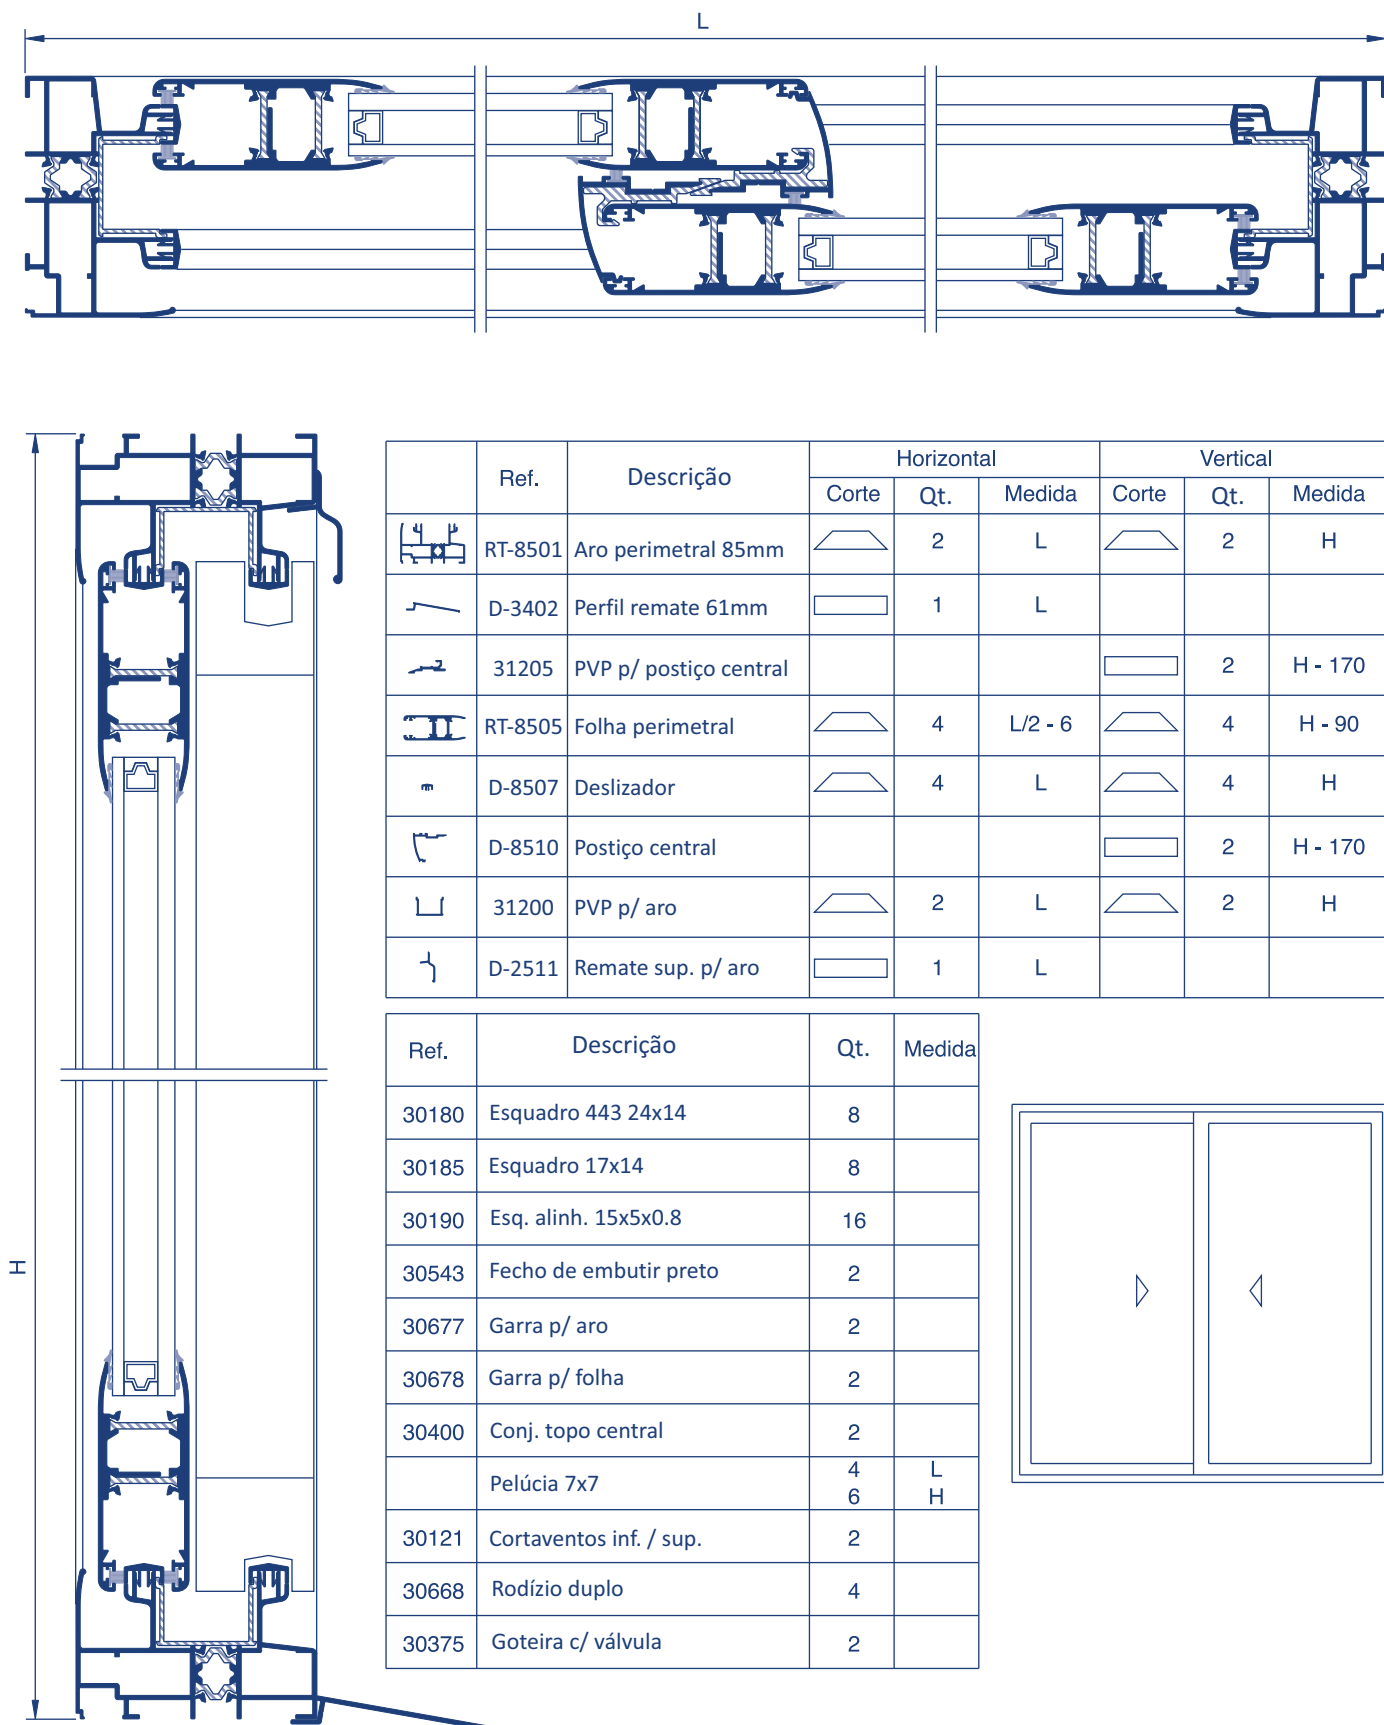 L
H
Ref. Descrição Horizontal Vertical
Corte Qt. Medida Corte Qt. Medida
RT-8501 Aro perimetral 85mm 2 L 2 H
D-3402 Perfil remate 61mm 1 L
31205 PVP p/ postiço central 2 H - 170
RT-8505 Folha perimetral 4 L/2 - 6 4 H - 90
D-8507 Deslizador 4 L 4 H
D-8510 Postiço central 2 H - 170
31200 PVP p/ aro 2 L 2 H
D-2511 Remate sup. p/ aro 1 L
Ref. Descrição Qt. Medida
30180 Esquadro 443 24x14 8
30185 Esquadro 17x14 8
30190 Esq. alinh. 15x5x0.8 16
30543 Fecho de embutir preto 2
30677 Garra p/ aro 2
30678 Garra p/ folha 2
30400 Conj. topo central 2
Pelúcia 7x7 4 L
6 H
30121 Cortaventos inf. / sup. 2
30668 Rodízio duplo 4
30375 Goteira c/ válvula 2